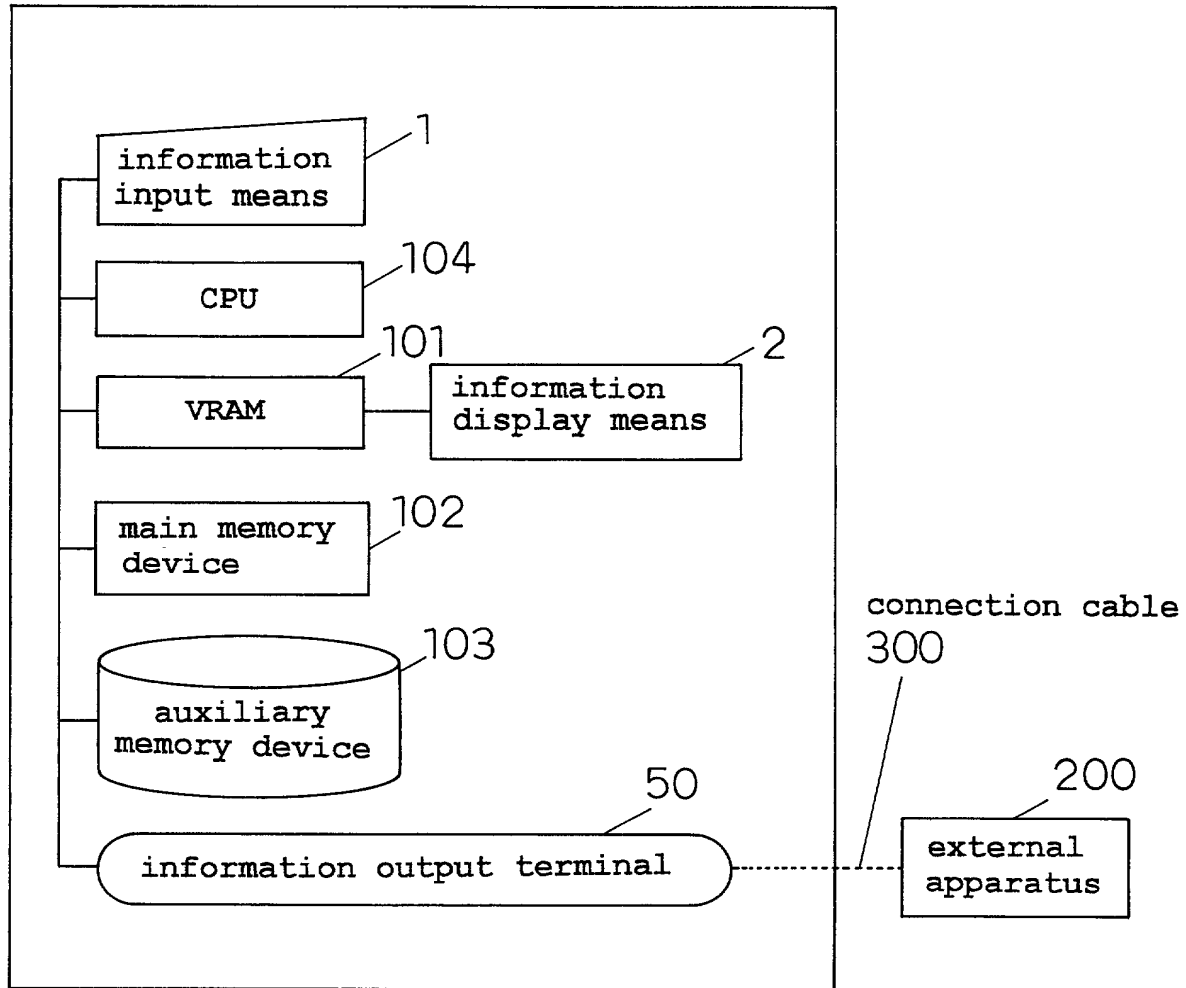 1
information
input means
104
CPU
101
VRAM
2
information
display means
102
main memory
device
103
auxiliary
memory device
connection cable
300
50
information output terminal
200
external
apparatus